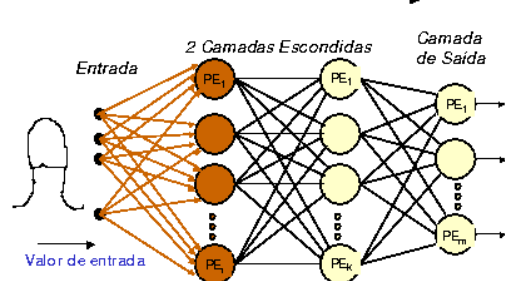 2 Camadas Escondidas
Camada
de Saída
Entrada
PE1
PE1
PE1
PEi
PEk
PEm
Valor de entrada